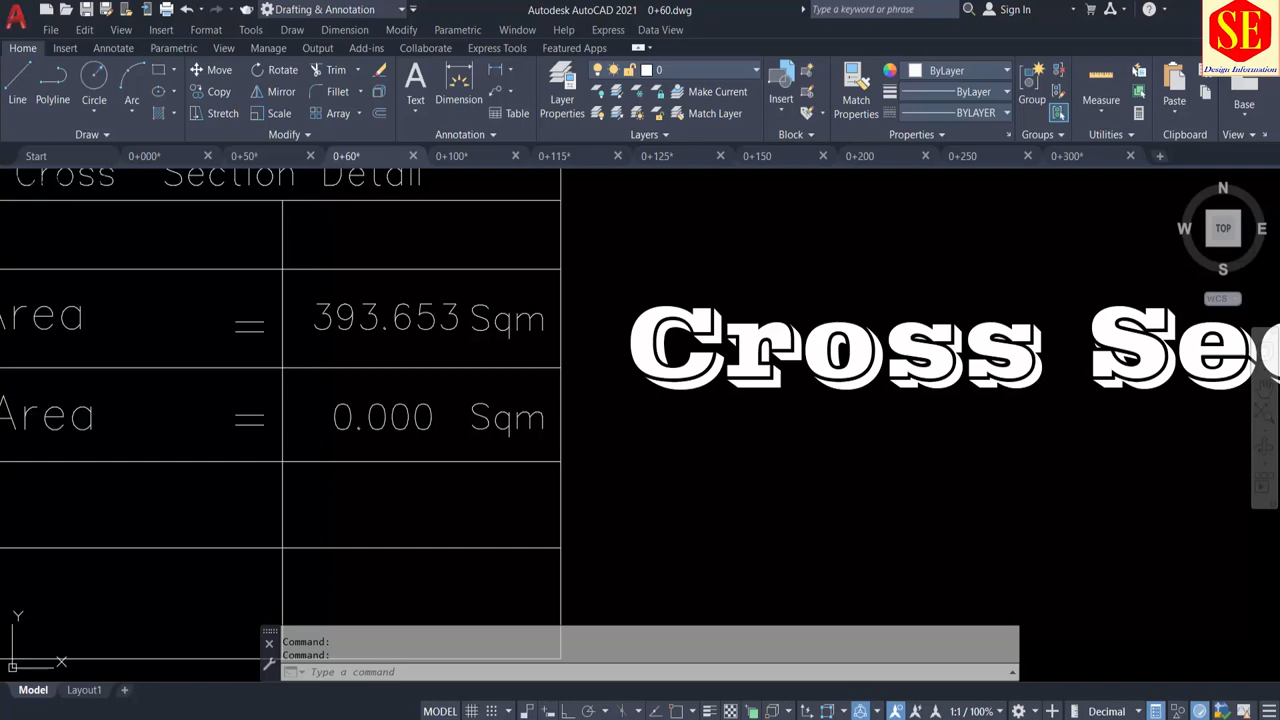 Drafting & Annotation Autodesk AutoCAD 2021 0+60.dwg Type a keyword or phrase Sign In
File Edit View Insert Format Tools Draw Dimension Modify Parametric Window Help Express Data View
Home Insert Annotate Parametric View Manage Output Add-ins Collaborate Express Tools Featured Apps
SE
Design Information
Move Rotate Trim 0 ByLayer
Copy Mirror Fillet Make Current ByLayer
Stretch Scale Array Table Match Layer BYLAYER
Line Polyline Circle Arc Text Dimension Layer Properties Insert Match Properties Group Measure Paste Base
Draw Modify Annotation Layers Block Properties Groups Utilities Clipboard View
Start 0+000* 0+50* 0+60* 0+100* 0+115* 0+125* 0+150 0+200 0+250 0+300*
Cross Section Detail
Area = 393.653 Sqm
Area = 0.000 Sqm
Cross Sec
N
W TOP E
S
WCS
Y
X
Command:
Command:
Type a command
Model Layout1
MODEL 1:1 / 100% Decimal